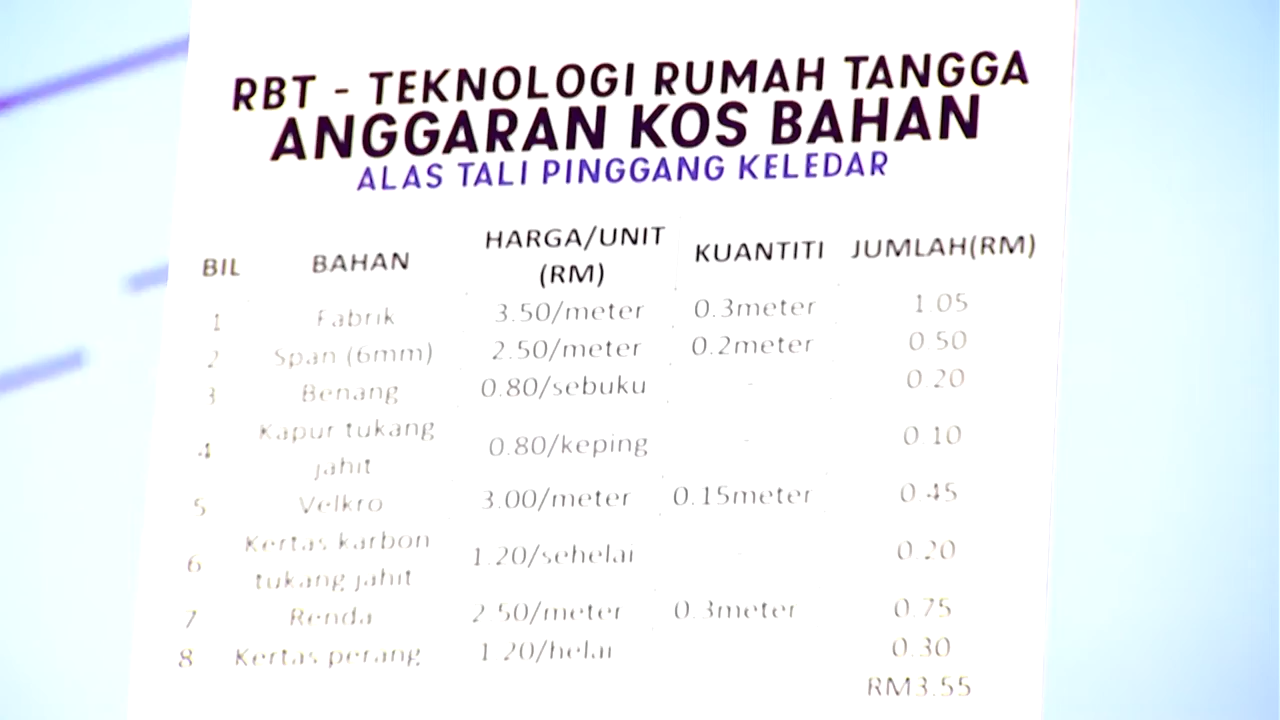 RBT - TEKNOLOGI RUMAH TANGGA
ANGGARAN KOS BAHAN
ALAS TALI PINGGANG KELEDAR
BIL BAHAN HARGA/UNIT (RM) KUANTITI JUMLAH(RM)
1 Fabrik 3.50/meter 0.3meter 1.05
2 Span (6mm) 2.50/meter 0.2meter 0.50
3 Benang 0.80/sebuku - 0.20
4 Kapur tukang jahit 0.80/keping - 0.10
5 Velkro 3.00/meter 0.15meter 0.45
6 Kertas karbon tukang jahit 1.20/sehelai - 0.20
7 Renda 2.50/meter 0.3meter 0.75
8 Kertas perang 1.20/helai 0.30
RM3.55